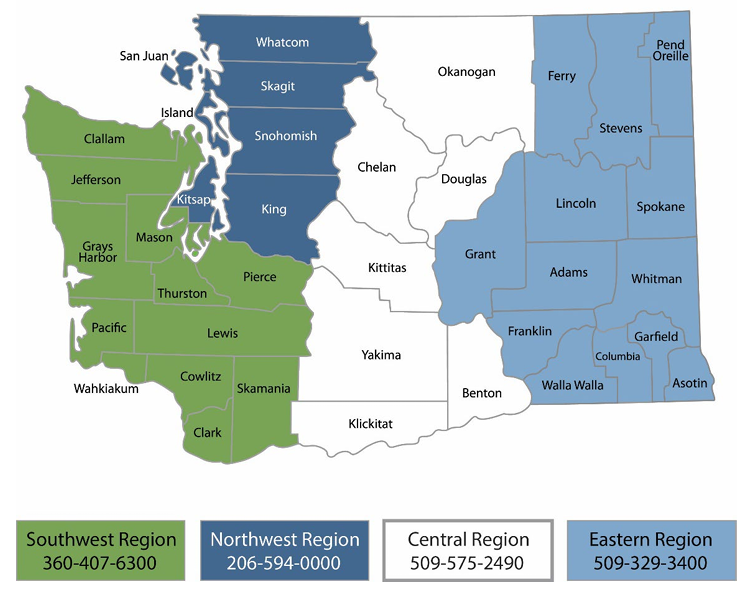 Whatcom
San Juan
Skagit
Island
Snohomish
King
Kitsap
Clallam
Jefferson
Grays
Harbor
Mason
Thurston
Pierce
Pacific
Lewis
Wahkiakum
Cowlitz
Skamania
Clark
Okanogan
Chelan
Douglas
Kittitas
Yakima
Klickitat
Benton
Ferry
Stevens
Pend
Oreille
Lincoln
Spokane
Grant
Adams
Whitman
Franklin
Walla Walla
Columbia
Garfield
Asotin
Southwest Region
360-407-6300
Northwest Region
206-594-0000
Central Region
509-575-2490
Eastern Region
509-329-3400